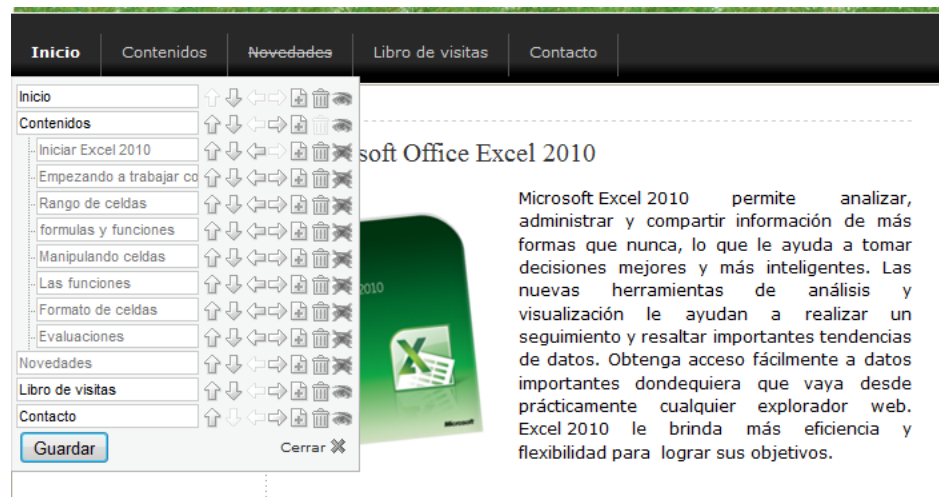 Inicio Contenidos Novedades Libro de visitas Contacto
Inicio
Contenidos
Iniciar Excel 2010
Empezando a trabajar co
Rango de celdas
formulas y funciones
Manipulando celdas
Las funciones
Formato de celdas
Evaluaciones
Novedades
Libro de visitas
Contacto
Guardar Cerrar
soft Office Excel 2010
2010
Microsoft
Microsoft Excel 2010 permite analizar,
administrar y compartir información de más
formas que nunca, lo que le ayuda a tomar
decisiones mejores y más inteligentes. Las
nuevas herramientas de análisis y
visualización le ayudan a realizar un
seguimiento y resaltar importantes tendencias
de datos. Obtenga acceso fácilmente a datos
importantes dondequiera que vaya desde
prácticamente cualquier explorador web.
Excel 2010 le brinda más eficiencia y
flexibilidad para lograr sus objetivos.